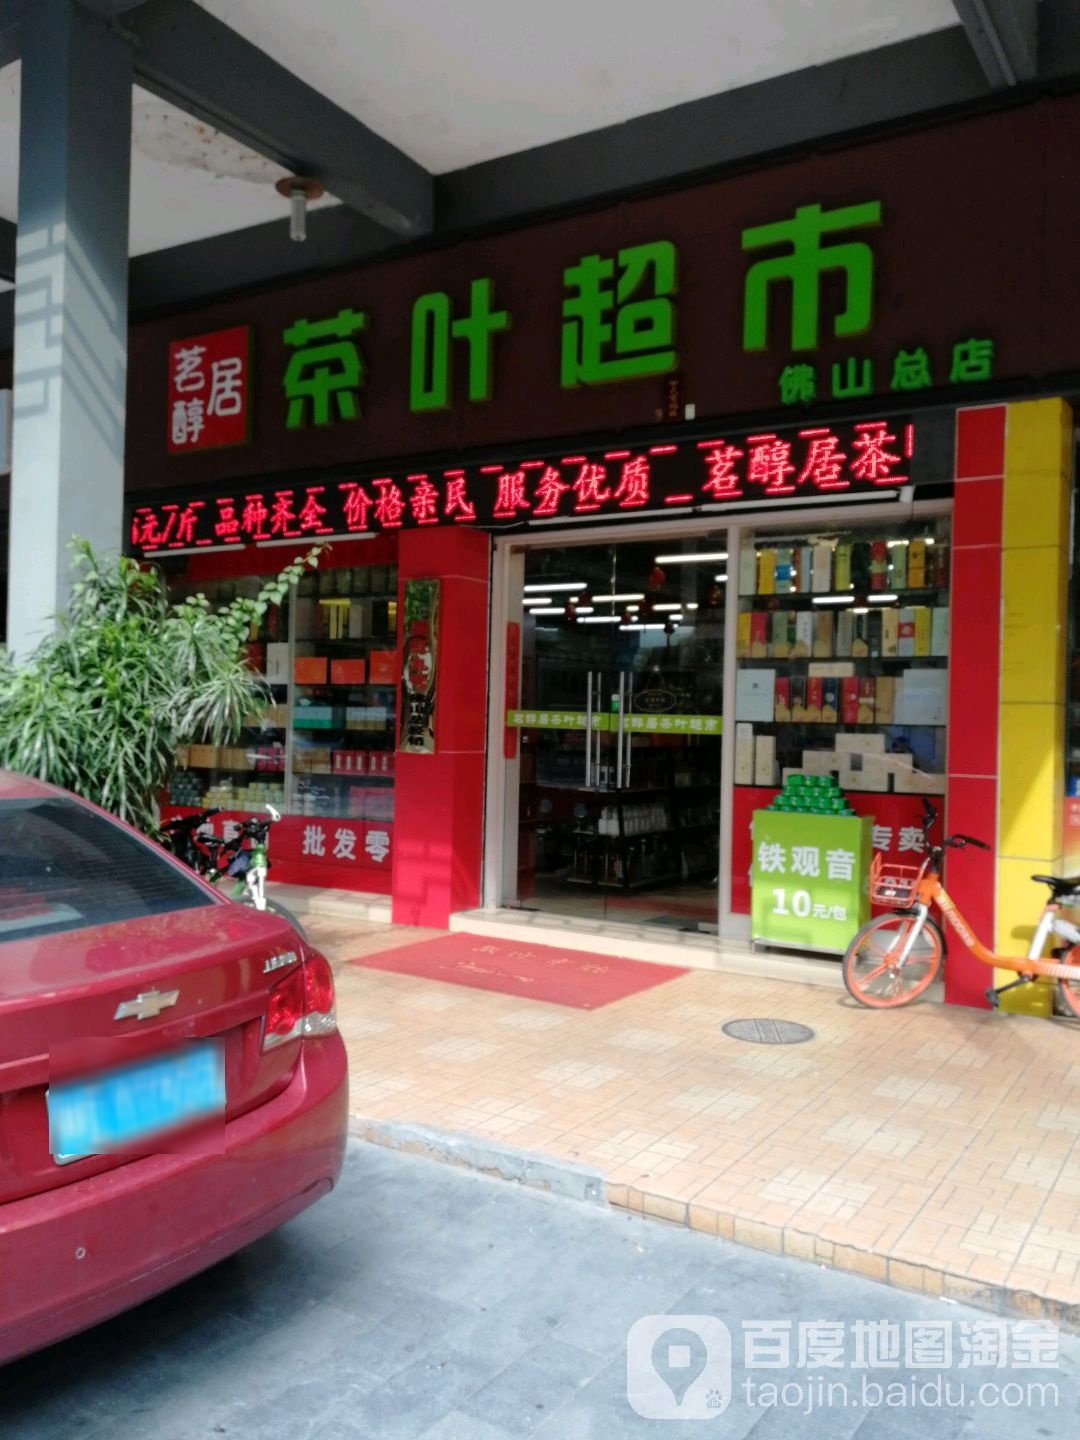 茗醇居
茶叶超市
佛山总店
元/斤 品种齐全 价格亲民 服务优质 茗醇居茶
茗醇居茶叶超市 茗醇居茶叶超市
批发零
铁观音
10元/包
专卖
百度地图淘金
taojin.baidu.com